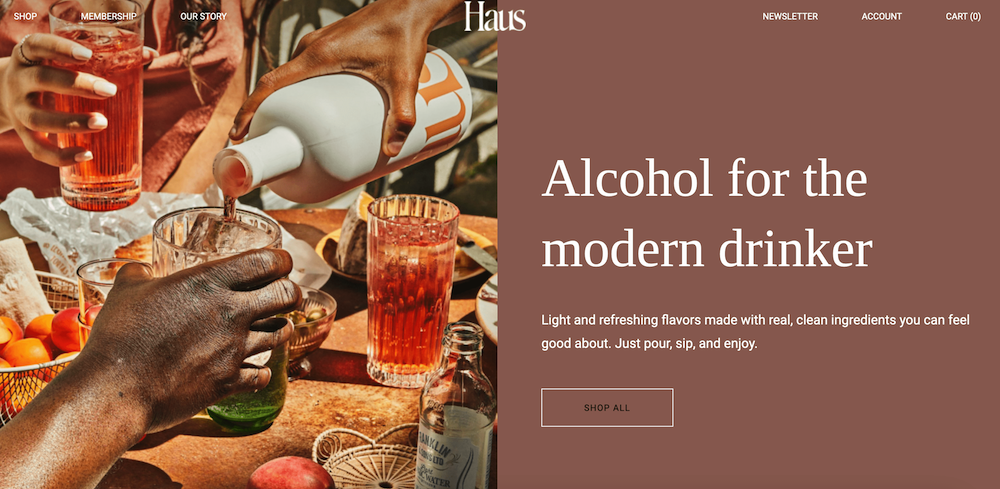 SHOP MEMBERSHIP OUR STORY Haus NEWSLETTER ACCOUNT CART (0)
Alcohol for the
modern drinker
Light and refreshing flavors made with real, clean ingredients you can feel
good about. Just pour, sip, and enjoy.
SHOP ALL